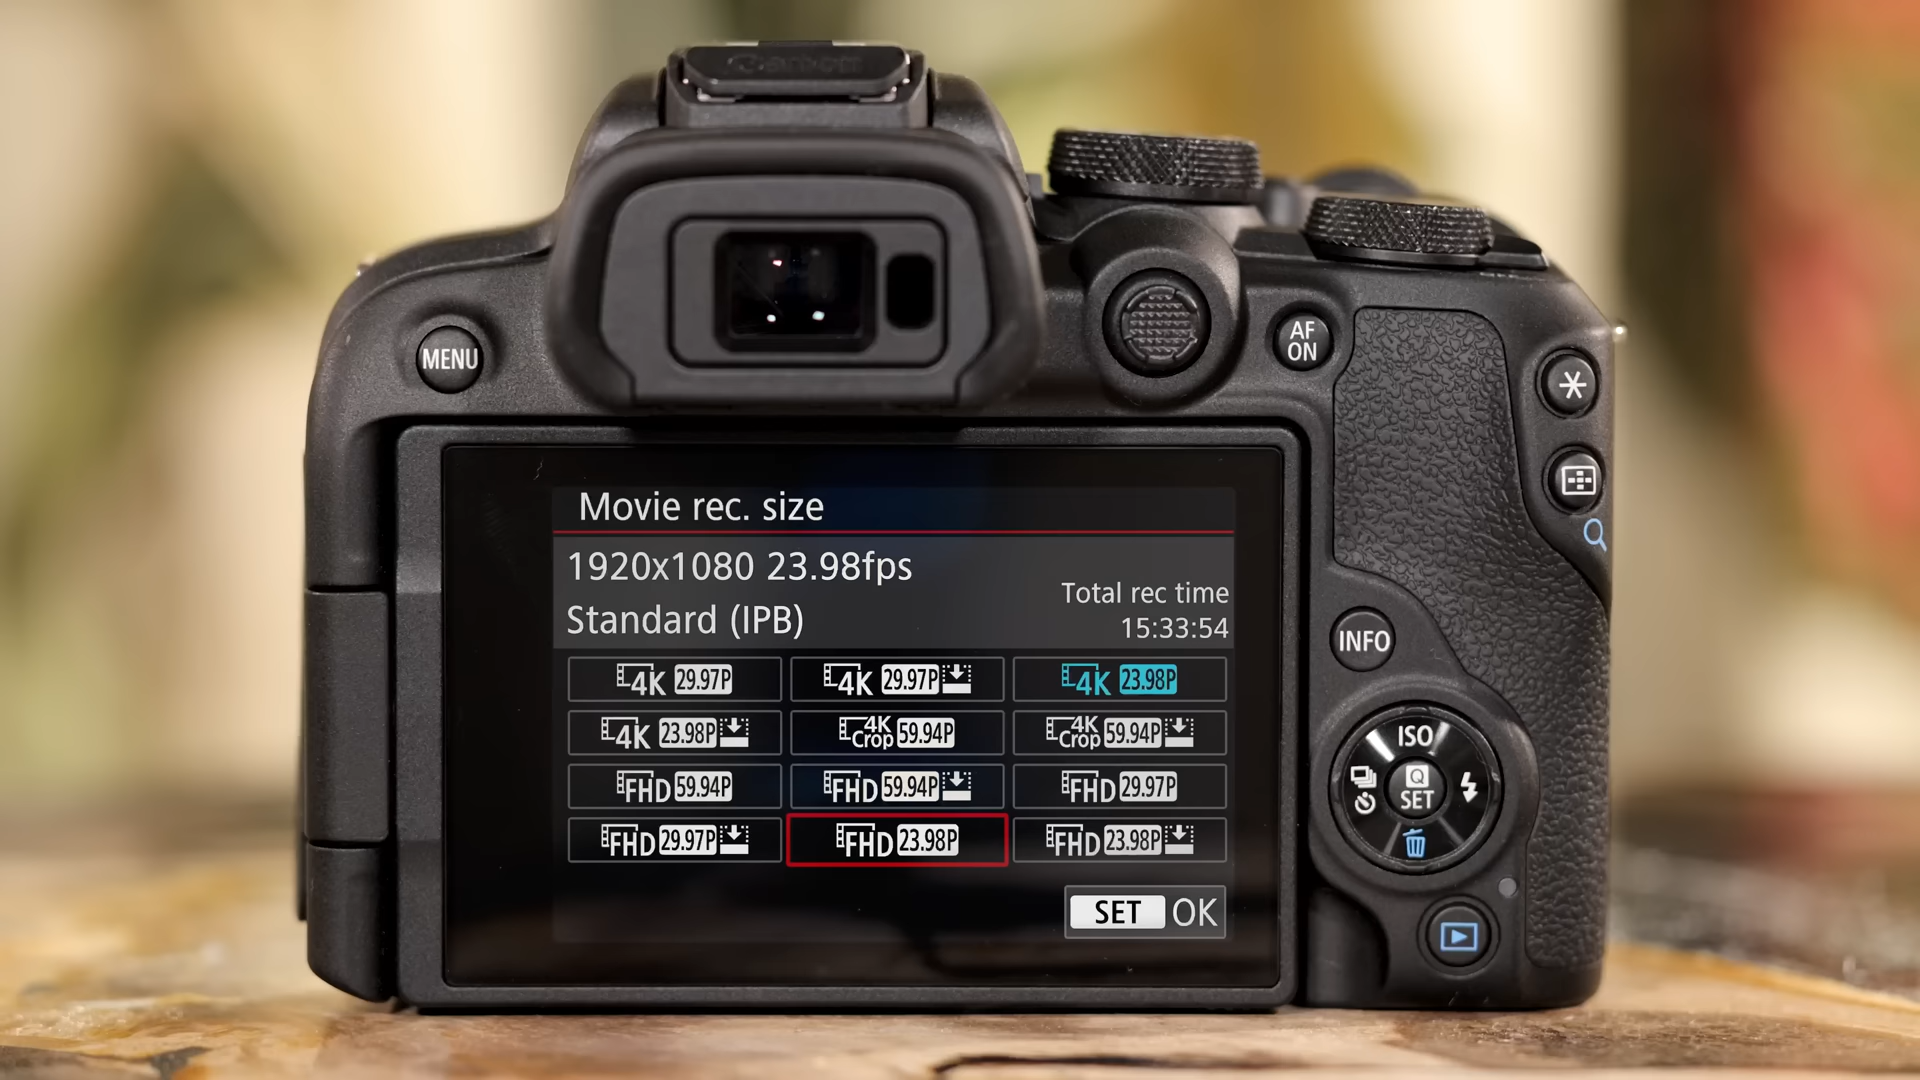 Canon
MENU
AF
ON
Movie rec. size
1920x1080 23.98fps
Standard (IPB)
Total rec time
15:33:54
4K 29.97P
4K 29.97P
4K 23.98P
4K 23.98P
4K Crop 59.94P
4K Crop 59.94P
FHD 59.94P
FHD 59.94P
FHD 29.97P
FHD 29.97P
FHD 23.98P
FHD 23.98P
SET OK
INFO
ISO
Q
SET